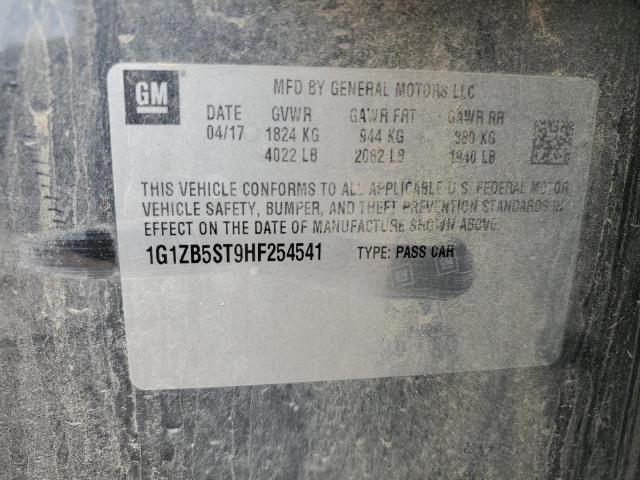 GM
MFD BY GENERAL MOTORS LLC
DATE GVWR GAWR FRT GAWR RR
04/17 1824 KG 944 KG 880 KG
4022 LB 2082 LB 1940 LB
THIS VEHICLE CONFORMS TO ALL APPLICABLE U.S. FEDERAL MOTOR
VEHICLE SAFETY, BUMPER, AND THEFT PREVENTION STANDARDS IN
EFFECT ON THE DATE OF MANUFACTURE SHOWN ABOVE.
1G1ZB5ST9HF254541 TYPE: PASS CAR